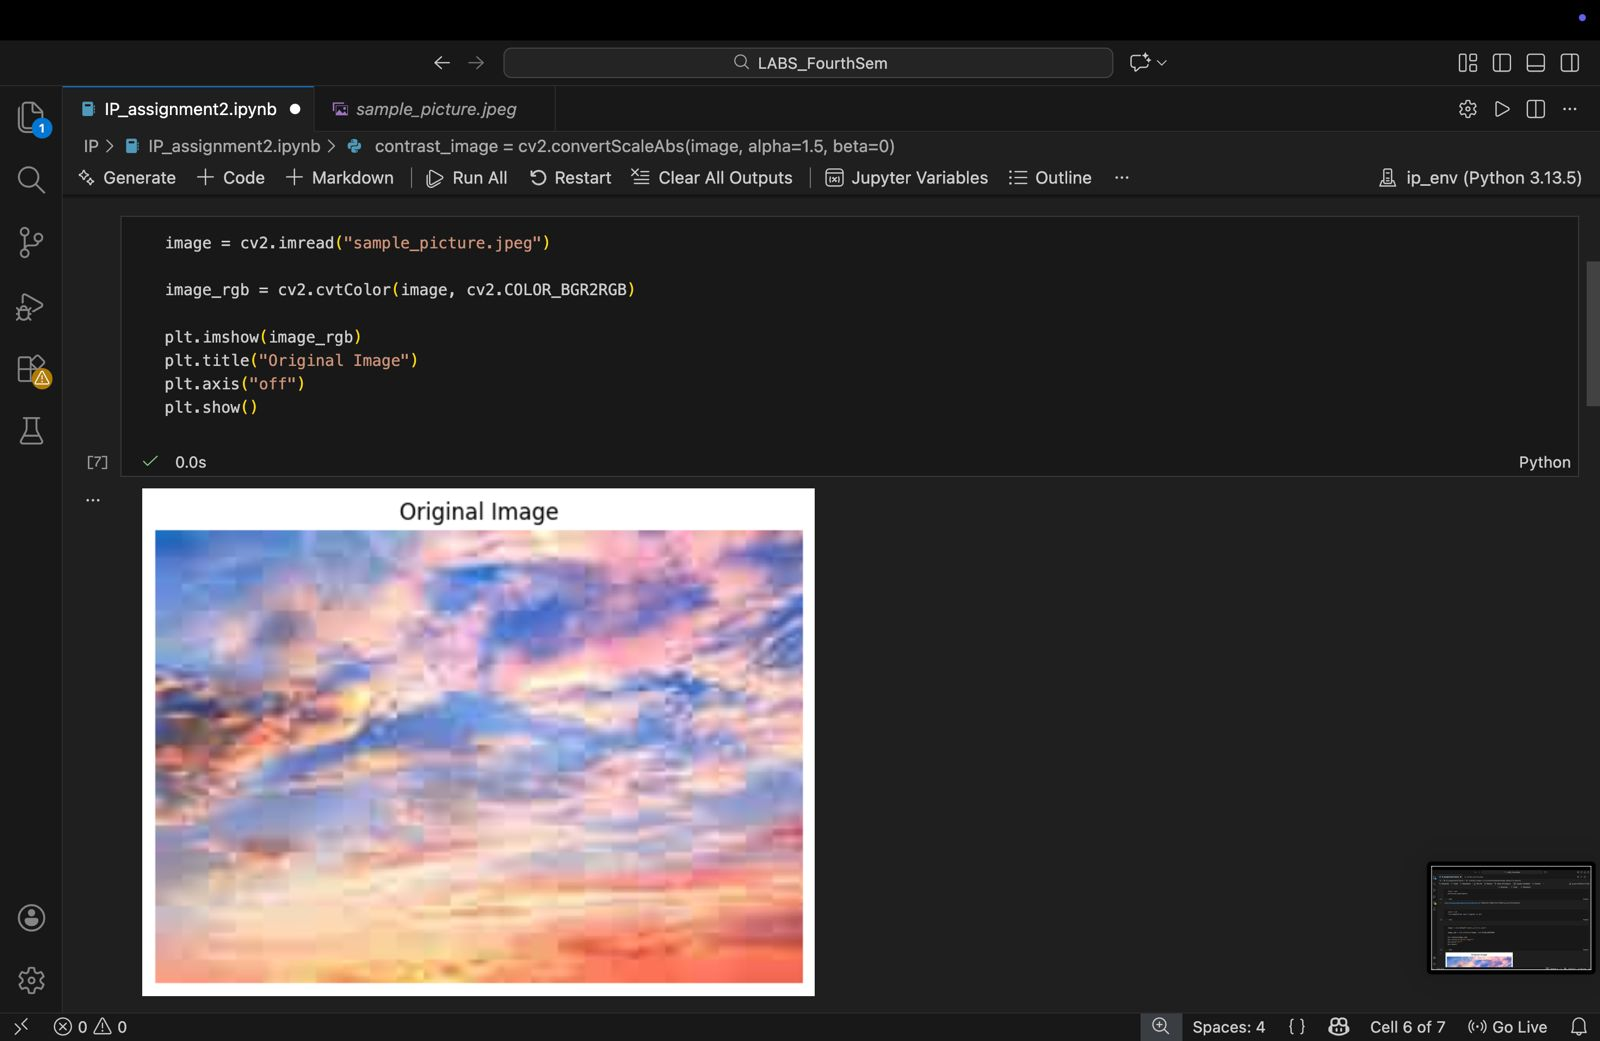 LABS_FourthSem
IP_assignment2.ipynb
sample_picture.jpeg
1
IP > IP_assignment2.ipynb > contrast_image = cv2.convertScaleAbs(image, alpha=1.5, beta=0)
Generate + Code + Markdown | Run All Restart Clear All Outputs | Jupyter Variables Outline ... ip_env (Python 3.13.5)
image = cv2.imread("sample_picture.jpeg")
image_rgb = cv2.cvtColor(image, cv2.COLOR_BGR2RGB)
plt.imshow(image_rgb)
plt.title("Original Image")
plt.axis("off")
plt.show()
[7] 0.0s Python
...
Original Image
0 0 Spaces: 4 { } Cell 6 of 7 Go Live